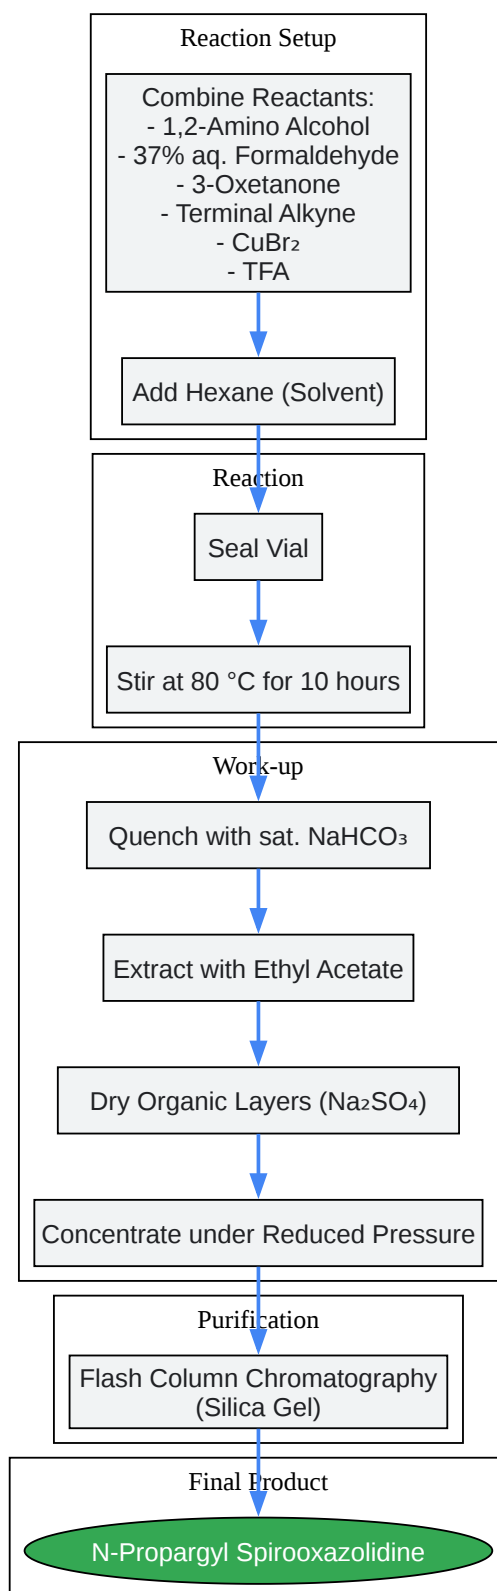 Reaction Setup
Combine Reactants:
- 1,2-Amino Alcohol
- 37% aq. Formaldehyde
- 3-Oxetanone
- Terminal Alkyne
- CuBr₂
- TFA
Add Hexane (Solvent)
Reaction
Seal Vial
Stir at 80 °C for 10 hours
Work-up
Quench with sat. NaHCO₃
Extract with Ethyl Acetate
Dry Organic Layers (Na₂SO₄)
Concentrate under Reduced Pressure
Purification
Flash Column Chromatography
(Silica Gel)
Final Product
N-Propargyl Spirooxazolidine